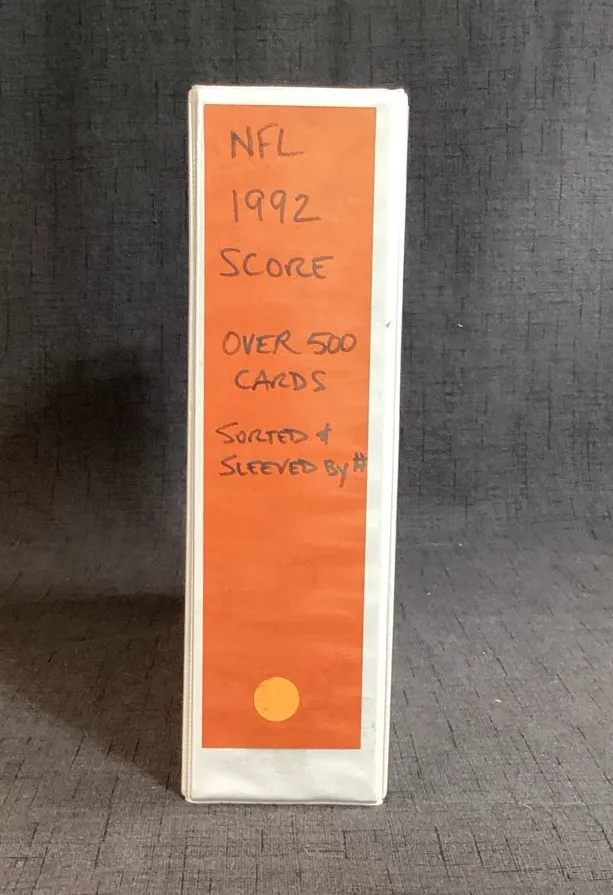 NFL
1992
SCORE
OVER 500
CARDS
SORTED &
SLEEVED By #